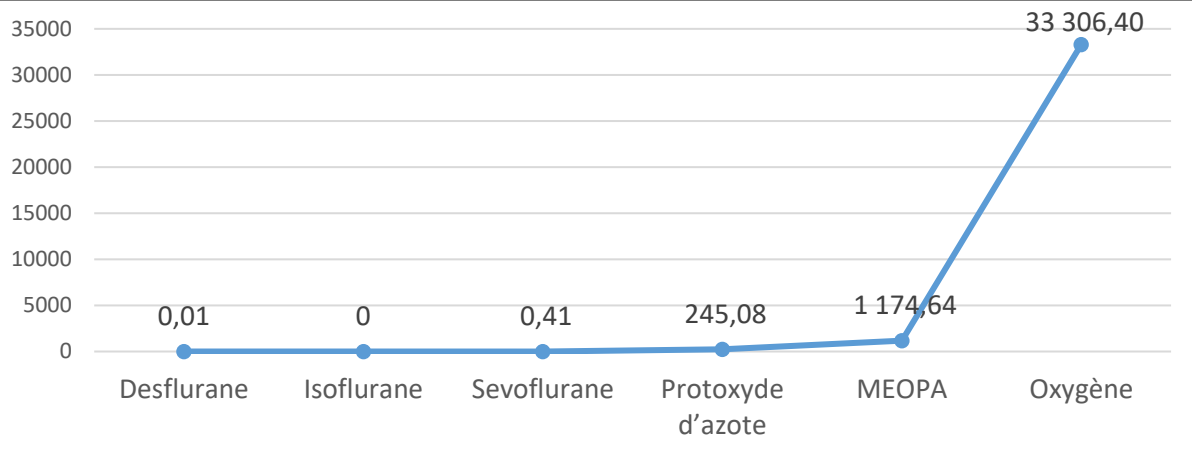 35000
30000
25000
20000
15000
10000
5000
0
0,01
0
0,41
245,08
1 174,64
33 306,40
Desflurane
Isoflurane
Sevoflurane
Protoxyde
d’azote
MEOPA
Oxygène